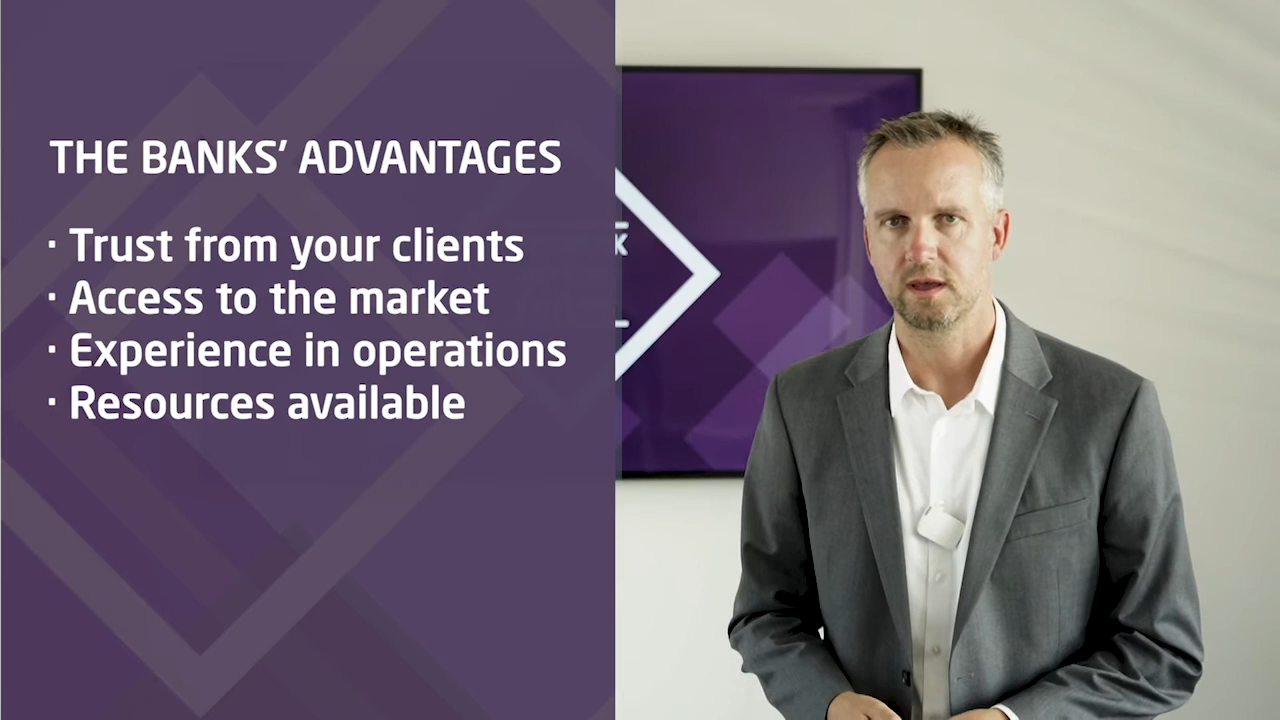 THE BANKS’ ADVANTAGES
· Trust from your clients
· Access to the market
· Experience in operations
· Resources available